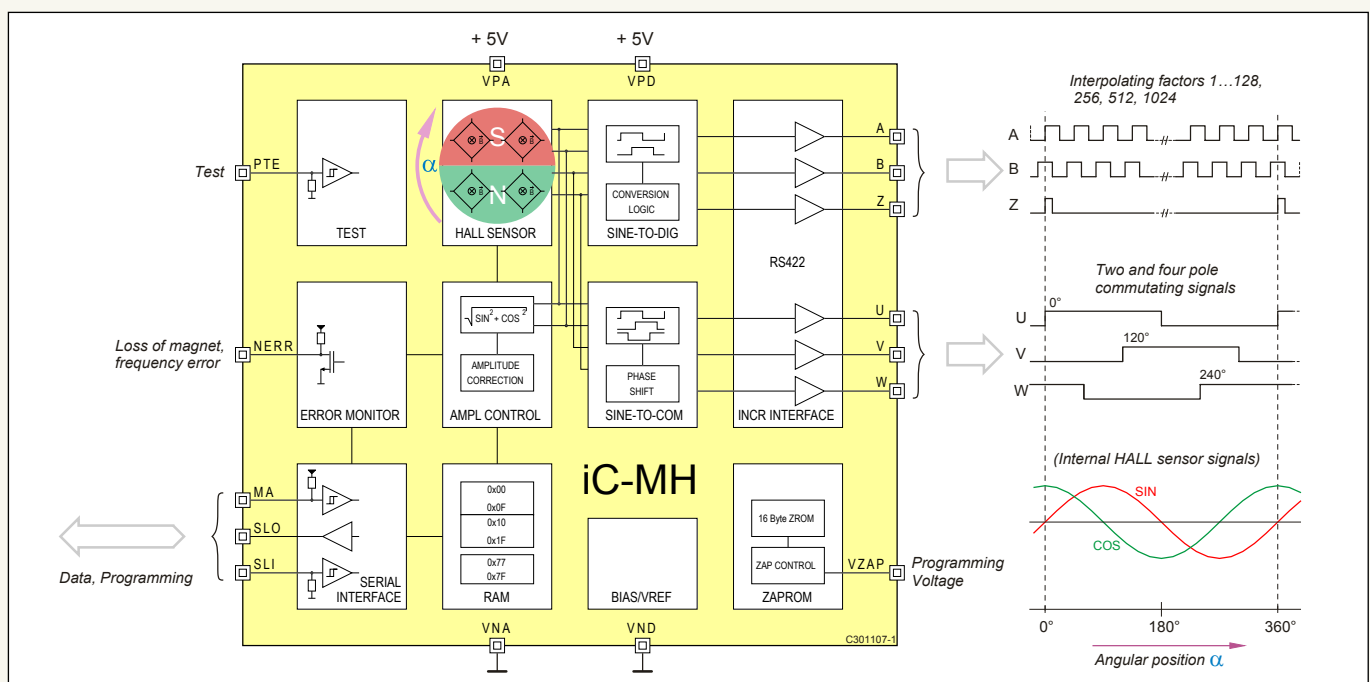 + 5V
+ 5V
VPA
VPD
Test
PTE
TEST
S
N
α
HALL SENSOR
CONVERSION
LOGIC
SINE-TO-DIG
A
B
Z
RS422
Loss of magnet,
frequency error
NERR
ERROR MONITOR
√SIN² + COS²
AMPLITUDE
CORRECTION
AMPL CONTROL
PHASE
SHIFT
SINE-TO-COM
U
V
W
INCR INTERFACE
MA
SLO
SLI
Data, Programming
SERIAL
INTERFACE
0x00
0x0F
0x10
0x1F
0x77
0x7F
RAM
iC-MH
BIAS/VREF
16 Byte ZROM
ZAP CONTROL
ZAPROM
VZAP
Programming
Voltage
VNA
VND
C301107-1
Interpolating factors 1...128,
256, 512, 1024
A
B
Z
Two and four pole
commutating signals
U
0°
V
120°
W
240°
(Internal HALL sensor signals)
SIN
COS
0°
180°
360°
Angular position α